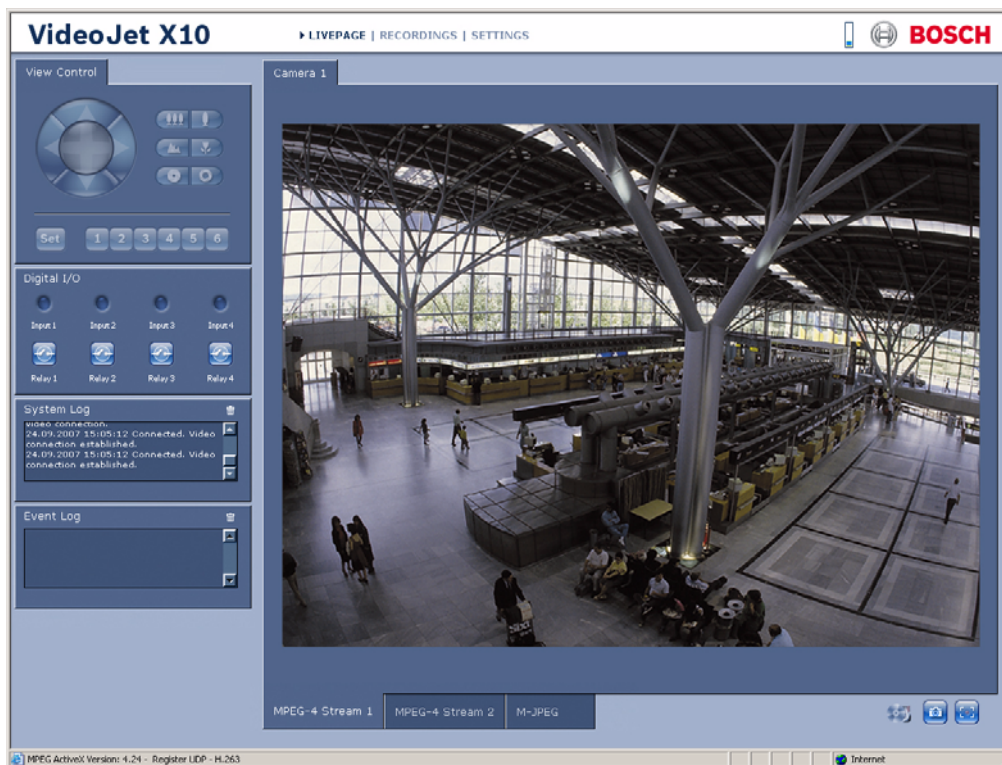 VideoJet X10
LIVEPAGE | RECORDINGS | SETTINGS
BOSCH
View Control
Camera 1
Set
1 2 3 4 5 6
Digital I/O
Input 1 Input 2 Input 3 Input 4
Relay 1 Relay 2 Relay 3 Relay 4
System Log
video connection.
24.09.2007 15:05:12 Connected. Video
connection established.
24.09.2007 15:05:12 Connected. Video
connection established.
Event Log
Sixt
MPEG-4 Stream 1
MPEG-4 Stream 2
M-JPEG
MPEG ActiveX Version: 4.24 - Register UDP - H.263
Internet